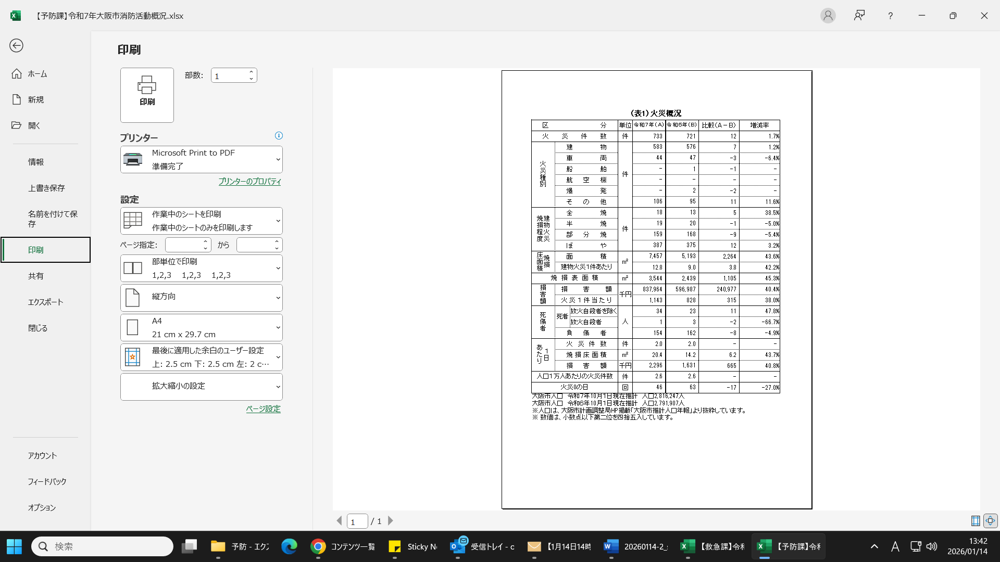 【予防課】令和7年大阪市消防活動概況.xlsx
?
印刷
ホーム
新規
開く
情報
上書き保存
名前を付けて保存
印刷
共有
エクスポート
閉じる
アカウント
フィードバック
オプション
印刷
部数: 1
プリンター
Microsoft Print to PDF
準備完了
プリンターのプロパティ
設定
作業中のシートを印刷
作業中のシートのみを印刷します
ページ指定: から
部単位で印刷
1,2,3 1,2,3 1,2,3
縦方向
A4
21 cm x 29.7 cm
最後に適用した余白のユーザー設定
上: 2.5 cm 下: 2.5 cm 左: 2 c…
拡大縮小の設定
ページ設定
(表1)火災概況
区分 単位 令和7年(A) 令和6年(B) 比較(A-B) 増減率
火災件数 件 733 721 12 1.7%
火災種別 建物 件 583 576 7 1.2%
車両 44 47 -3 -6.4%
船舶 - 1 -1 -
航空機 - - - -
爆発 - 2 -2 -
その他 106 95 11 11.6%
建物火災焼損程度 全焼 件 18 13 5 38.5%
半焼 19 20 -1 -5.0%
部分焼 159 168 -9 -5.4%
ぼや 387 375 12 3.2%
焼損床面積 面積 ㎡ 7,457 5,193 2,264 43.6%
建物火災1件あたり 12.8 9.0 3.8 42.2%
焼損表面積 ㎡ 3,544 2,439 1,105 45.3%
損害額 損害額 千円 837,964 596,987 240,977 40.4%
火災1件当たり 1,143 828 315 38.0%
死傷者 死者 放火自殺者を除く 人 34 23 11 47.8%
放火自殺者 1 3 -2 -66.7%
負傷者 154 162 -8 -4.9%
1日あたり 火災件数 件 2.0 2.0 - -
焼損床面積 ㎡ 20.4 14.2 6.2 43.7%
損害額 千円 2,296 1,631 665 40.8%
人口1万人あたりの火災件数 件 2.6 2.6 - -
火災0の日 回 46 63 -17 -27.0%
大阪市人口 令和7年10月1日現在推計 人口2,816,247人
大阪市人口 令和6年10月1日現在推計 人口2,791,907人
※人口は、大阪市計画調整局HP掲載「大阪市推計人口年報」より抜粋しています。
※ 数値は、小数点以下第二位を四捨五入しています。
1 / 1
検索
予防 - エクス
コンテンツ一覧
Sticky No
受信トレイ - o
【1月14日14時
20260114-2_s
【救急課】令和
【予防課】令和
A
13:42
2026/01/14